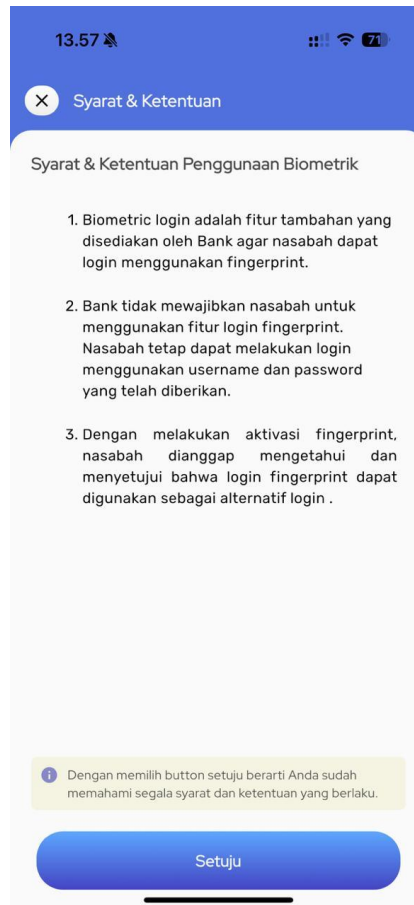 13.57
71
Syarat & Ketentuan
Syarat & Ketentuan Penggunaan Biometrik
1. Biometric login adalah fitur tambahan yang
disediakan oleh Bank agar nasabah dapat
login menggunakan fingerprint.
2. Bank tidak mewajibkan nasabah untuk
menggunakan fitur login fingerprint.
Nasabah tetap dapat melakukan login
menggunakan username dan password
yang telah diberikan.
3. Dengan melakukan aktivasi fingerprint,
nasabah dianggap mengetahui dan
menyetujui bahwa login fingerprint dapat
digunakan sebagai alternatif login .
Dengan memilih button setuju berarti Anda sudah
memahami segala syarat dan ketentuan yang berlaku.
Setuju